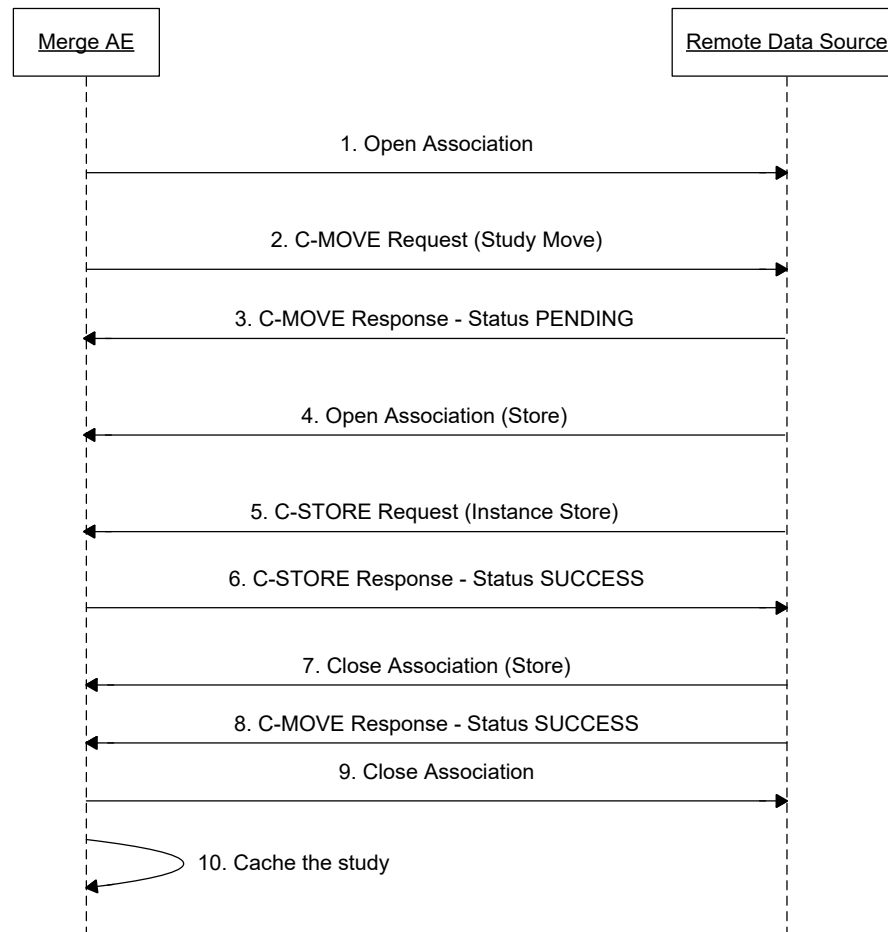 Merge AE
Remote Data Source
1. Open Association
2. C-MOVE Request (Study Move)
3. C-MOVE Response - Status PENDING
4. Open Association (Store)
5. C-STORE Request (Instance Store)
6. C-STORE Response - Status SUCCESS
7. Close Association (Store)
8. C-MOVE Response - Status SUCCESS
9. Close Association
10. Cache the study